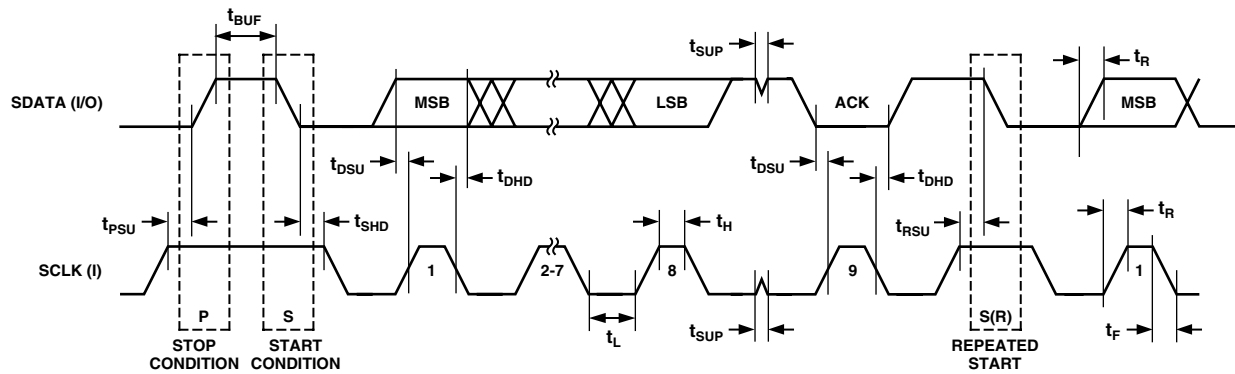 tBUF
tSUP
tR
SDATA (I/O)
MSB
LSB
ACK
MSB
tDSU
tDHD
tDSU
tDHD
tPSU
tSHD
tH
tRSU
tR
SCLK (I)
1
2-7
8
9
1
P
S
tL
tSUP
S(R)
tF
STOP
CONDITION
START
CONDITION
REPEATED
START